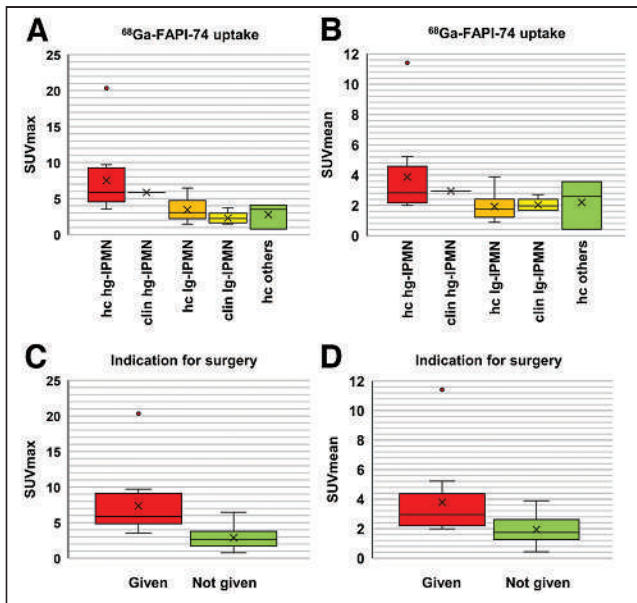 A
⁶⁸Ga-FAPI-74 uptake
SUVmax
25
20
15
10
5
0
hc hg-IPMN
clin hg-IPMN
hc lg-IPMN
clin lg-IPMN
hc others
B
⁶⁸Ga-FAPI-74 uptake
SUVmean
12
10
8
6
4
2
0
hc hg-IPMN
clin hg-IPMN
hc lg-IPMN
clin lg-IPMN
hc others
C
Indication for surgery
SUVmax
25
20
15
10
5
0
Given Not given
D
Indication for surgery
SUVmean
12
10
8
6
4
2
0
Given Not given